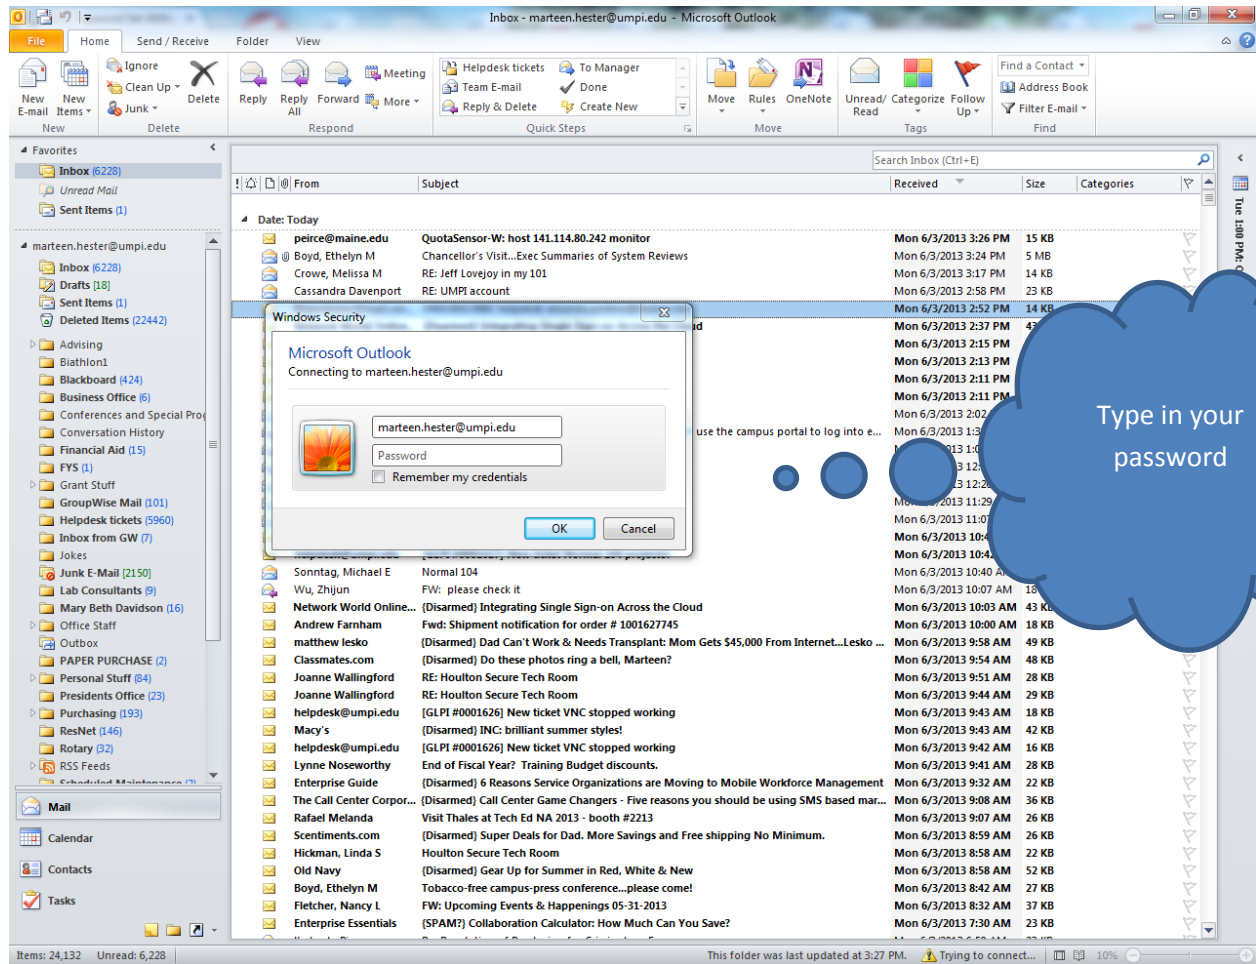 Inbox - marteen.hester@umpi.edu - Microsoft Outlook
File Home Send / Receive Folder View
New E-mail New Items Ignore Clean Up Junk Delete Reply Reply All Forward Meeting More Helpdesk tickets Team E-mail Reply & Delete To Manager Done Create New Move Rules OneNote Unread/ Read Categorize Follow Up Find a Contact Address Book Filter E-mail
New Delete Respond Quick Steps Move Tags Find
Favorites
Inbox (6228)
Unread Mail
Sent Items (1)
marteen.hester@umpi.edu
Inbox (6228)
Drafts [18]
Sent Items (1)
Deleted Items (22442)
Advising
Biathlon1
Blackboard (424)
Business Office (6)
Conferences and Special Prog
Conversation History
Financial Aid (15)
FYS (1)
Grant Stuff
GroupWise Mail (101)
Helpdesk tickets (5960)
Inbox from GW (7)
Jokes
Junk E-Mail [2150]
Lab Consultants (9)
Mary Beth Davidson (16)
Office Staff
Outbox
PAPER PURCHASE (2)
Personal Stuff (84)
Presidents Office (23)
Purchasing (193)
ResNet (146)
Rotary (32)
RSS Feeds
Scheduled Maintenance (2)
Mail
Calendar
Contacts
Tasks
Search Inbox (Ctrl+E)
From Subject Received Size Categories
Date: Today
peirce@maine.edu QuotaSensor-W: host 141.114.80.242 monitor Mon 6/3/2013 3:26 PM 15 KB
Boyd, Ethelyn M Chancellor's Visit...Exec Summaries of System Reviews Mon 6/3/2013 3:24 PM 5 MB
Crowe, Melissa M RE: Jeff Lovejoy in my 101 Mon 6/3/2013 3:17 PM 14 KB
Cassandra Davenport RE: UMPI account Mon 6/3/2013 2:58 PM 23 KB
Mon 6/3/2013 2:52 PM 14 KB
Mon 6/3/2013 2:37 PM
Mon 6/3/2013 2:15 PM
Mon 6/3/2013 2:13 PM
Mon 6/3/2013 2:11 PM
Mon 6/3/2013 2:11 PM
Mon 6/3/2013 2:02
use the campus portal to log into e... Mon 6/3/2013
Windows Security
Microsoft Outlook
Connecting to marteen.hester@umpi.edu
marteen.hester@umpi.edu
Password
Remember my credentials
OK Cancel
Type in your
password
Sonntag, Michael E Normal 104 Mon 6/3/2013 10:40 AM
Wu, Zhijun FW: please check it Mon 6/3/2013 10:07 AM
Network World Online... {Disarmed} Integrating Single Sign-on Across the Cloud Mon 6/3/2013 10:03 AM 43 KB
Andrew Farnham Fwd: Shipment notification for order # 1001627745 Mon 6/3/2013 10:00 AM 18 KB
matthew lesko {Disarmed} Dad Can't Work & Needs Transplant: Mom Gets $45,000 From Internet...Lesko ... Mon 6/3/2013 9:58 AM 49 KB
Classmates.com {Disarmed} Do these photos ring a bell, Marteen? Mon 6/3/2013 9:54 AM 48 KB
Joanne Wallingford RE: Houlton Secure Tech Room Mon 6/3/2013 9:51 AM 28 KB
Joanne Wallingford RE: Houlton Secure Tech Room Mon 6/3/2013 9:44 AM 29 KB
helpdesk@umpi.edu [GLPI #0001626] New ticket VNC stopped working Mon 6/3/2013 9:43 AM 18 KB
Macy's {Disarmed} INC: brilliant summer styles! Mon 6/3/2013 9:43 AM 42 KB
helpdesk@umpi.edu [GLPI #0001626] New ticket VNC stopped working Mon 6/3/2013 9:42 AM 16 KB
Lynne Noseworthy End of Fiscal Year? Training Budget discounts. Mon 6/3/2013 9:41 AM 28 KB
Enterprise Guide {Disarmed} 6 Reasons Service Organizations are Moving to Mobile Workforce Management Mon 6/3/2013 9:32 AM 22 KB
The Call Center Corpor... {Disarmed} Call Center Game Changers - Five reasons you should be using SMS based mar... Mon 6/3/2013 9:08 AM 36 KB
Rafael Melanda Visit Thales at Tech Ed NA 2013 - booth #2213 Mon 6/3/2013 9:07 AM 26 KB
Scentiments.com {Disarmed} Super Deals for Dad. More Savings and Free shipping No Minimum. Mon 6/3/2013 8:59 AM 26 KB
Hickman, Linda S Houlton Secure Tech Room Mon 6/3/2013 8:58 AM 22 KB
Old Navy {Disarmed} Gear Up for Summer in Red, White & New Mon 6/3/2013 8:58 AM 52 KB
Boyd, Ethelyn M Tobacco-free campus-press conference...please come! Mon 6/3/2013 8:42 AM 27 KB
Fletcher, Nancy L FW: Upcoming Events & Happenings 05-31-2013 Mon 6/3/2013 8:32 AM 37 KB
Enterprise Essentials {SPAM?} Collaboration Calculator: How Much Can You Save? Mon 6/3/2013 7:30 AM 23 KB
Tue 1:00 PM:
Items: 24,132 Unread: 6,228 This folder was last updated at 3:27 PM. Trying to connect... 10%